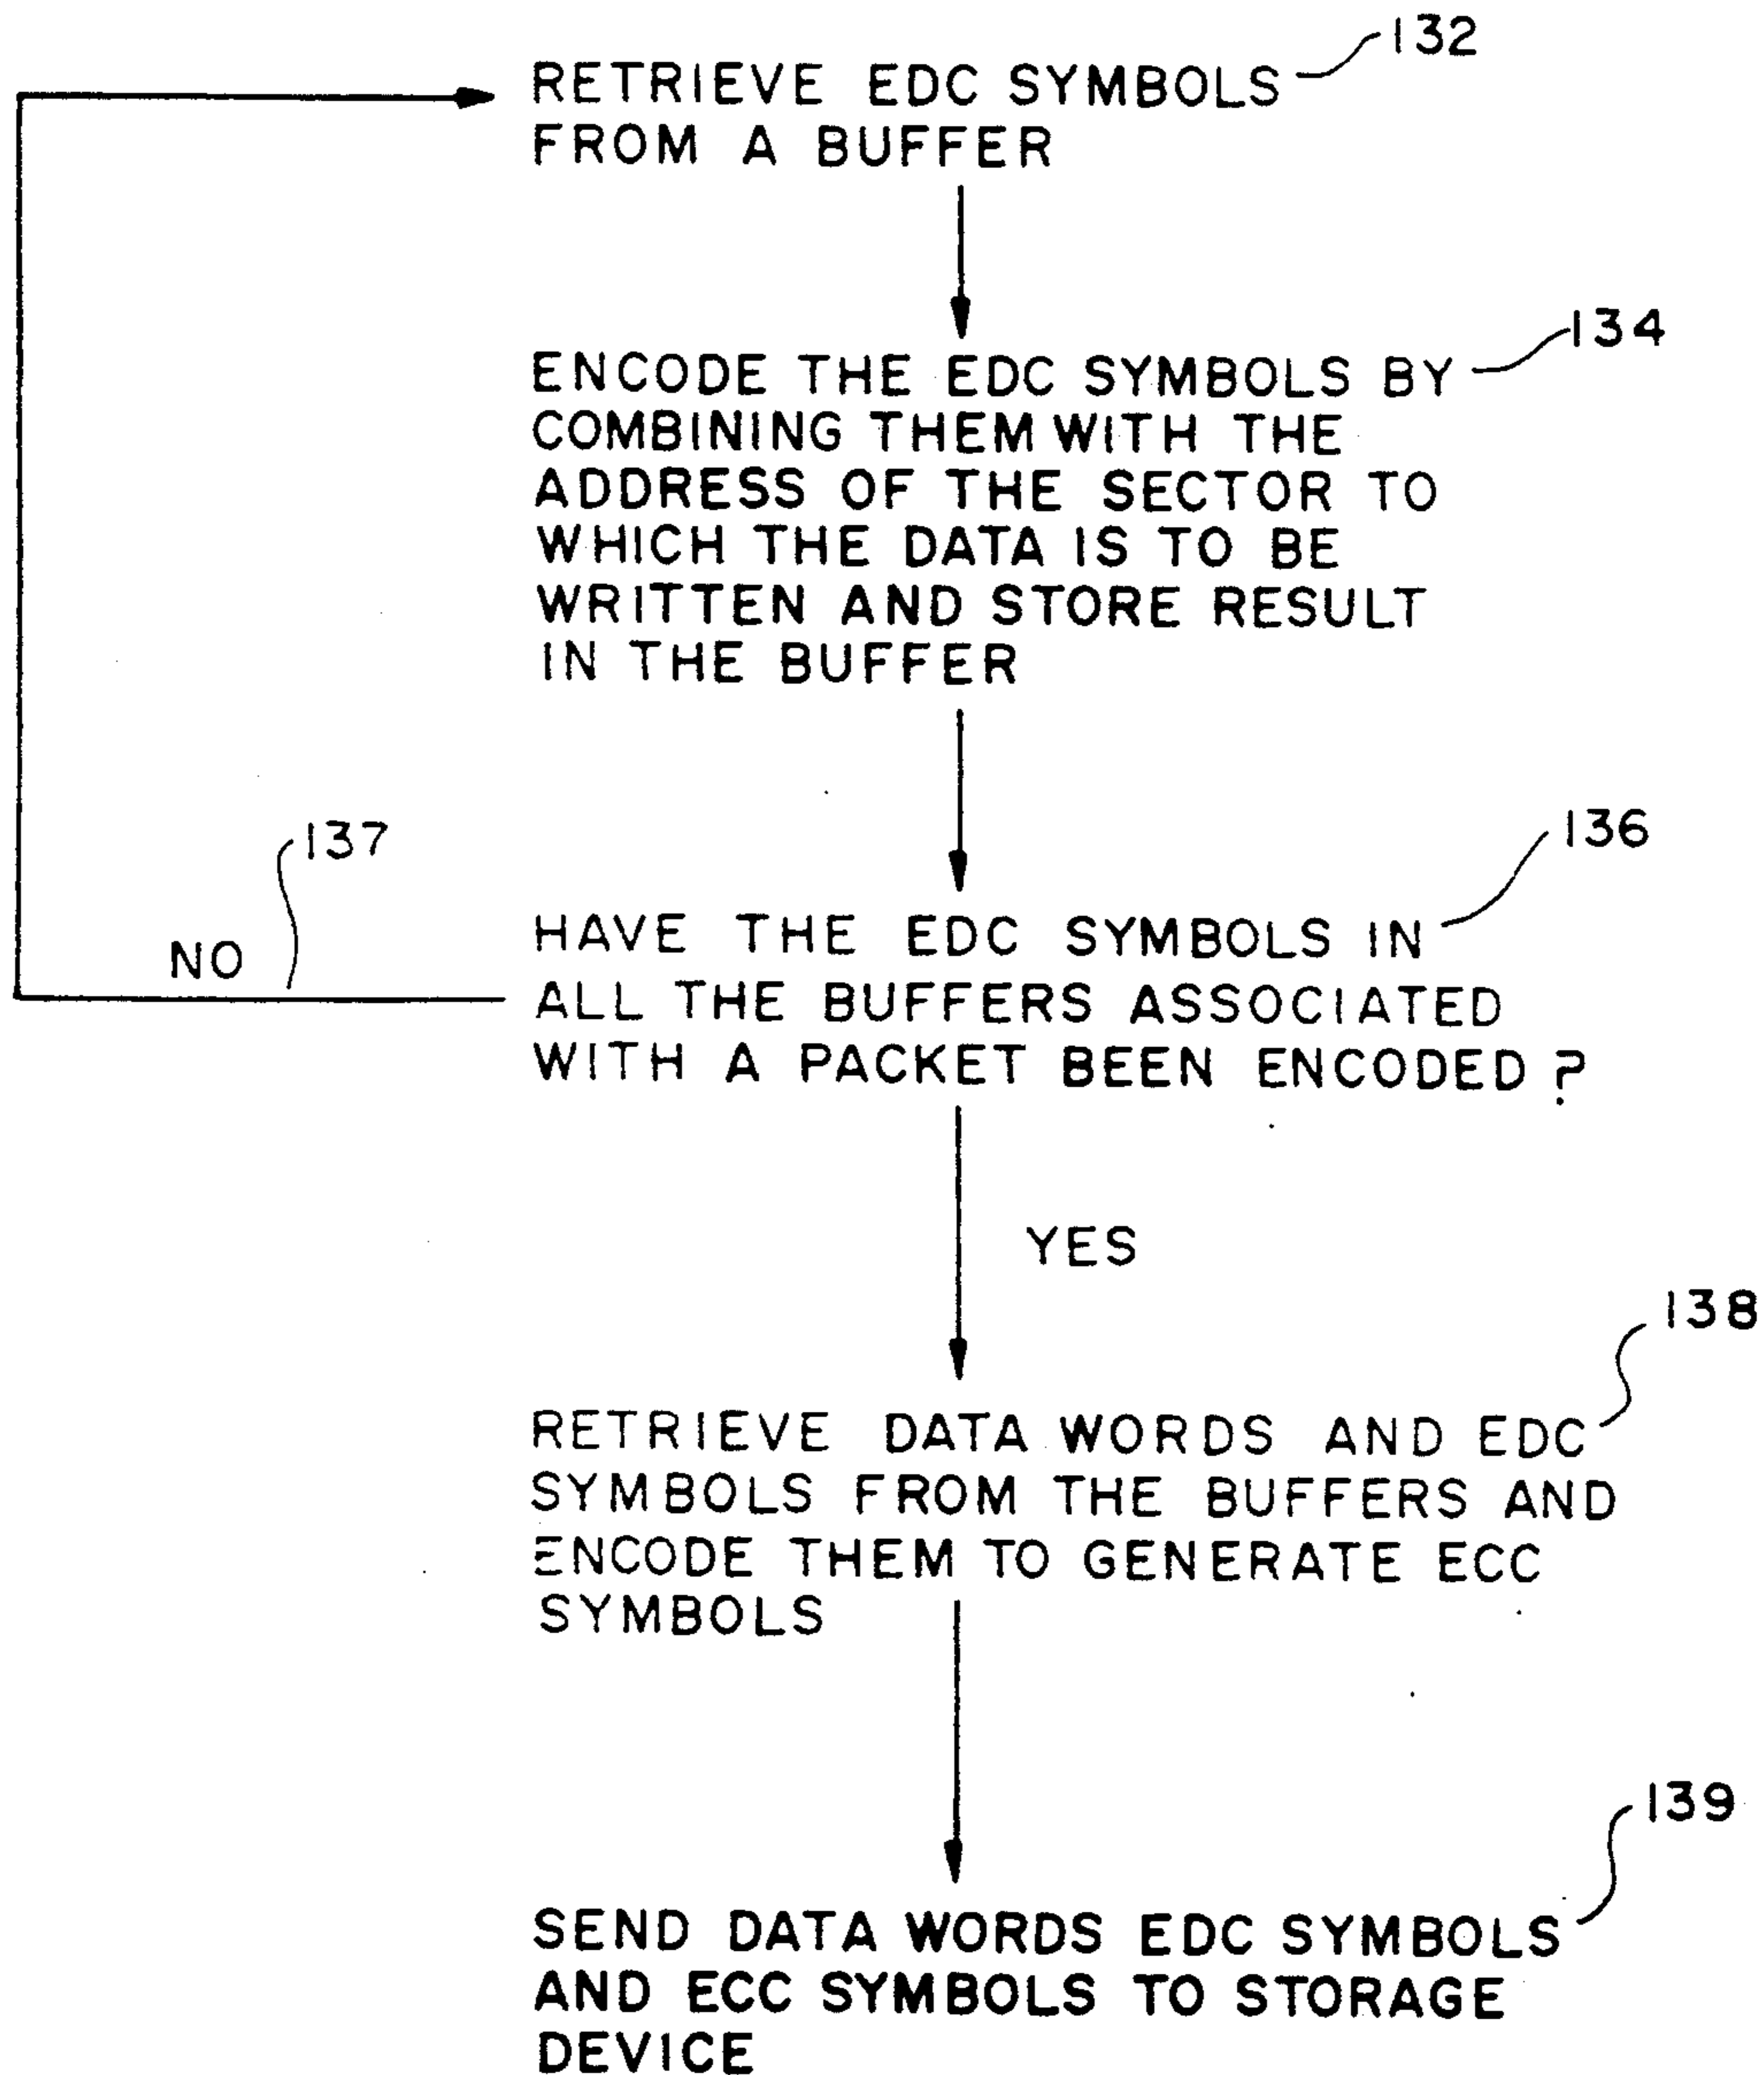 132
RETRIEVE EDC SYMBOLS
FROM A BUFFER
134
ENCODE THE EDC SYMBOLS BY
COMBINING THEM WITH THE
ADDRESS OF THE SECTOR TO
WHICH THE DATA IS TO BE
WRITTEN AND STORE RESULT
IN THE BUFFER
136
137
HAVE THE EDC SYMBOLS IN
NO
ALL THE BUFFERS ASSOCIATED
WITH A PACKET BEEN ENCODED ?
YES
138
RETRIEVE DATA WORDS AND EDC
SYMBOLS FROM THE BUFFERS AND
ENCODE THEM TO GENERATE ECC
SYMBOLS
139
SEND DATA WORDS EDC SYMBOLS
AND ECC SYMBOLS TO STORAGE
DEVICE